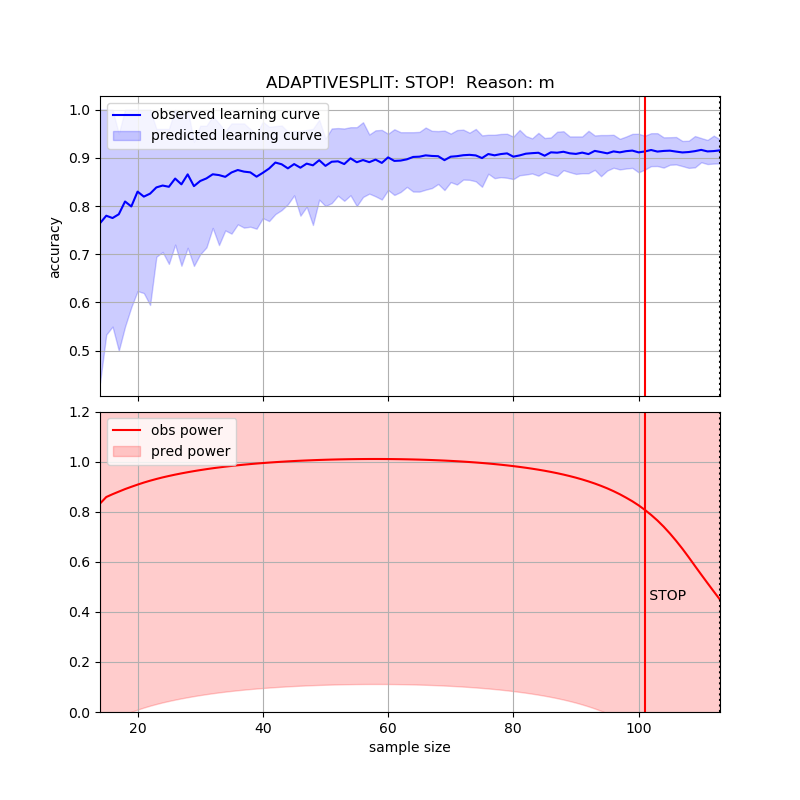 ADAPTIVESPLIT: STOP!  Reason: m
observed learning curve
predicted learning curve
accuracy
1.0
0.9
0.8
0.7
0.6
0.5
obs power
pred power
1.2
1.0
0.8
0.6
0.4
0.2
0.0
STOP
20 40 60 80 100
sample size